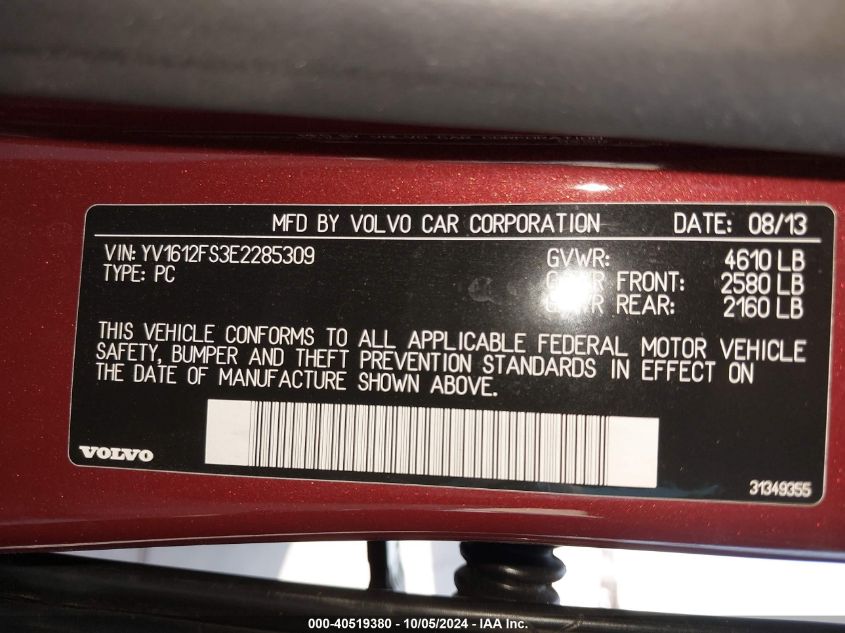 MFD BY VOLVO CAR CORPORATION DATE: 08/13
VIN: YV1612FS3E2285309 GVWR: 4610 LB
TYPE: PC FRONT: 2580 LB
REAR: 2160 LB
THIS VEHICLE CONFORMS TO ALL APPLICABLE FEDERAL MOTOR VEHICLE
SAFETY, BUMPER AND THEFT PREVENTION STANDARDS IN EFFECT ON
THE DATE OF MANUFACTURE SHOWN ABOVE.
VOLVO
31349355
000-40519380 - 10/05/2024 - IAA Inc.